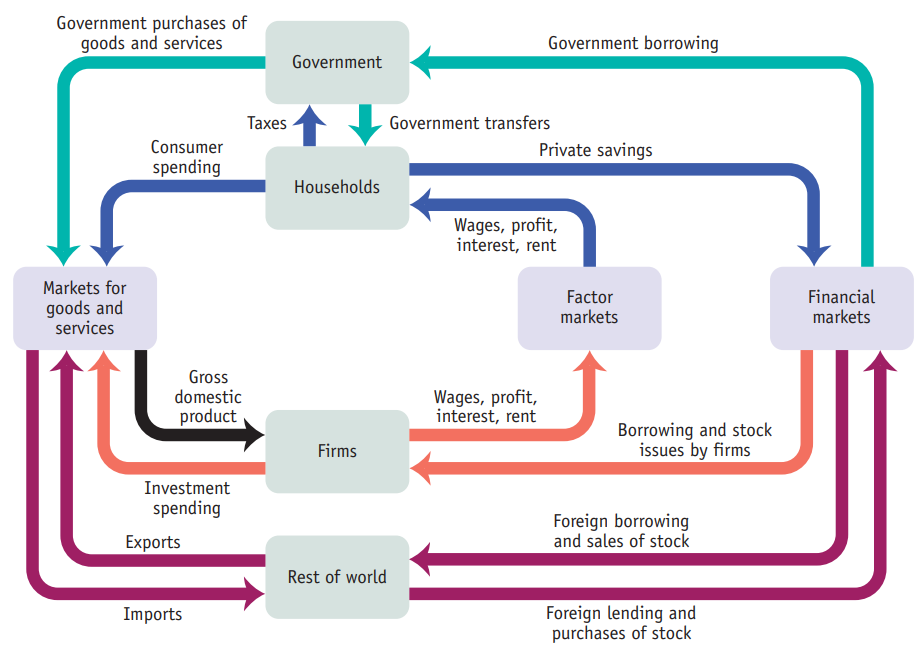 Government purchases of
goods and services
Government
Government borrowing
Taxes
Government transfers
Consumer
spending
Households
Private savings
Wages, profit,
interest, rent
Markets for
goods and
services
Factor
markets
Financial
markets
Gross
domestic
product
Wages, profit,
interest, rent
Firms
Borrowing and stock
issues by firms
Investment
spending
Exports
Foreign borrowing
and sales of stock
Rest of world
Imports
Foreign lending and
purchases of stock